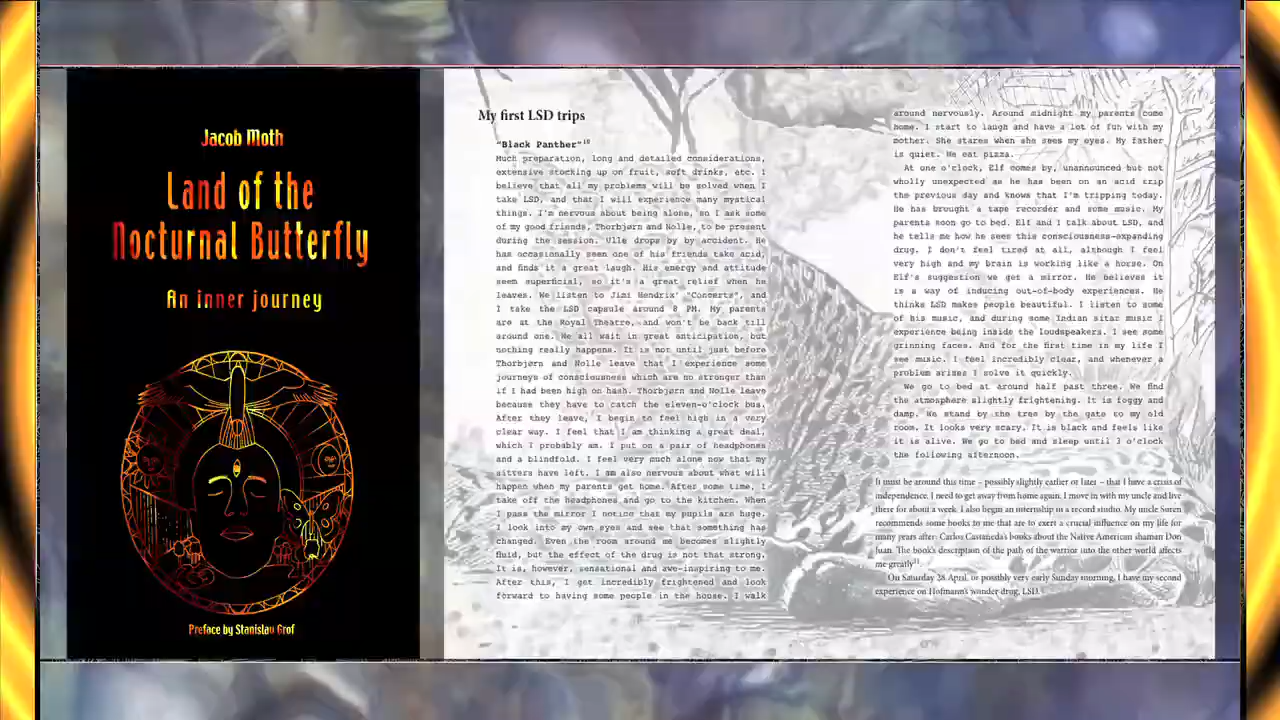 Jacob Moth
Land of the
Nocturnal Butterfly
An inner journey
Preface by Stanislav Grof
My first LSD trips
"Black Panther"10
Much preparation, long and detailed considerations,
extensive stocking up on fruit, soft drinks, etc. I
believe that all my problems will be solved when I
take LSD, and that I will experience many mystical
things. I'm nervous about being alone, so I ask some
of my good friends, Thorbjørn and Nolle, to be present
during the session. Ulle drops by by accident. He
has occasionally seen one of his friends take acid,
and finds it a great laugh. His energy and attitude
seem superficial, so it's a great relief when he
leaves. We listen to Jimi Hendrix' "Concerts", and
I take the LSD capsule around 8 PM. My parents
are at the Royal Theatre, and won't be back till
around one. We all wait in great anticipation, but
nothing really happens. It is not until just before
Thorbjørn and Nolle leave that I experience some
journeys of consciousness which are no stronger than
if I had been high on hash. Thorbjørn and Nolle leave
because they have to catch the eleven-o'clock bus.
After they leave, I begin to feel high in a very
clear way. I feel that I am thinking a great deal,
which I probably am. I put on a pair of headphones
and a blindfold. I feel very much alone now that my
sitters have left. I am also nervous about what will
happen when my parents get home. After some time, I
take off the headphones and go to the kitchen. When
I pass the mirror I notice that my pupils are huge.
I look into my own eyes and see that something has
changed. Even the room around me becomes slightly
fluid, but the effect of the drug is not that strong.
It is, however, sensational and awe-inspiring to me.
After this, I get incredibly frightened and look
forward to having some people in the house. I walk
around nervously. Around midnight my parents come
home. I start to laugh and have a lot of fun with my
mother. She stares when she sees my eyes. My father
is quiet. We eat pizza.
At one o'clock, Elf comes by, unannounced but not
wholly unexpected as he has been on an acid trip
the previous day and knows that I'm tripping today.
He has brought a tape recorder and some music. My
parents soon go to bed. Elf and I talk about LSD, and
he tells me how he see this consciousness-expanding
drug. I don't feel tired at all, although I feel
very high and my brain is working like a horse. On
Elf's suggestion we get a mirror. He believes it
is a way of inducing out-of-body experiences. He
thinks LSD makes people beautiful. I listen to some
of his music, and during some Indian sitar music I
experience being inside the loudspeakers. I see some
grinning faces. And for the first time in my life I
see music. I feel incredibly clear, and whenever a
problem arises I solve it quickly.
We go to bed at around half past three. We find
the atmosphere slightly frightening. It is foggy and
damp. We stand by the tree by the gate to my old
room. It looks very scary. It is black and feels like
it is alive. We go to bed and sleep until 3 o'clock
the following afternoon.
It must be around this time – possibly slightly earlier or later – that I have a crisis of
independence. I need to get away from home again. I move in with my uncle and live
there for about a week. I also began an internship in a record studio. My uncle Søren
recommends some books to me that are to exert a crucial influence on my life for
many years after: Carlos Castaneda's books about the Native American shaman Don
Juan. The book's description of the path of the warrior into the other world affects
me greatly11.
On Saturday 28 April, or possibly very early Sunday morning, I have my second
experience on Hofmann's wonder drug, LSD.